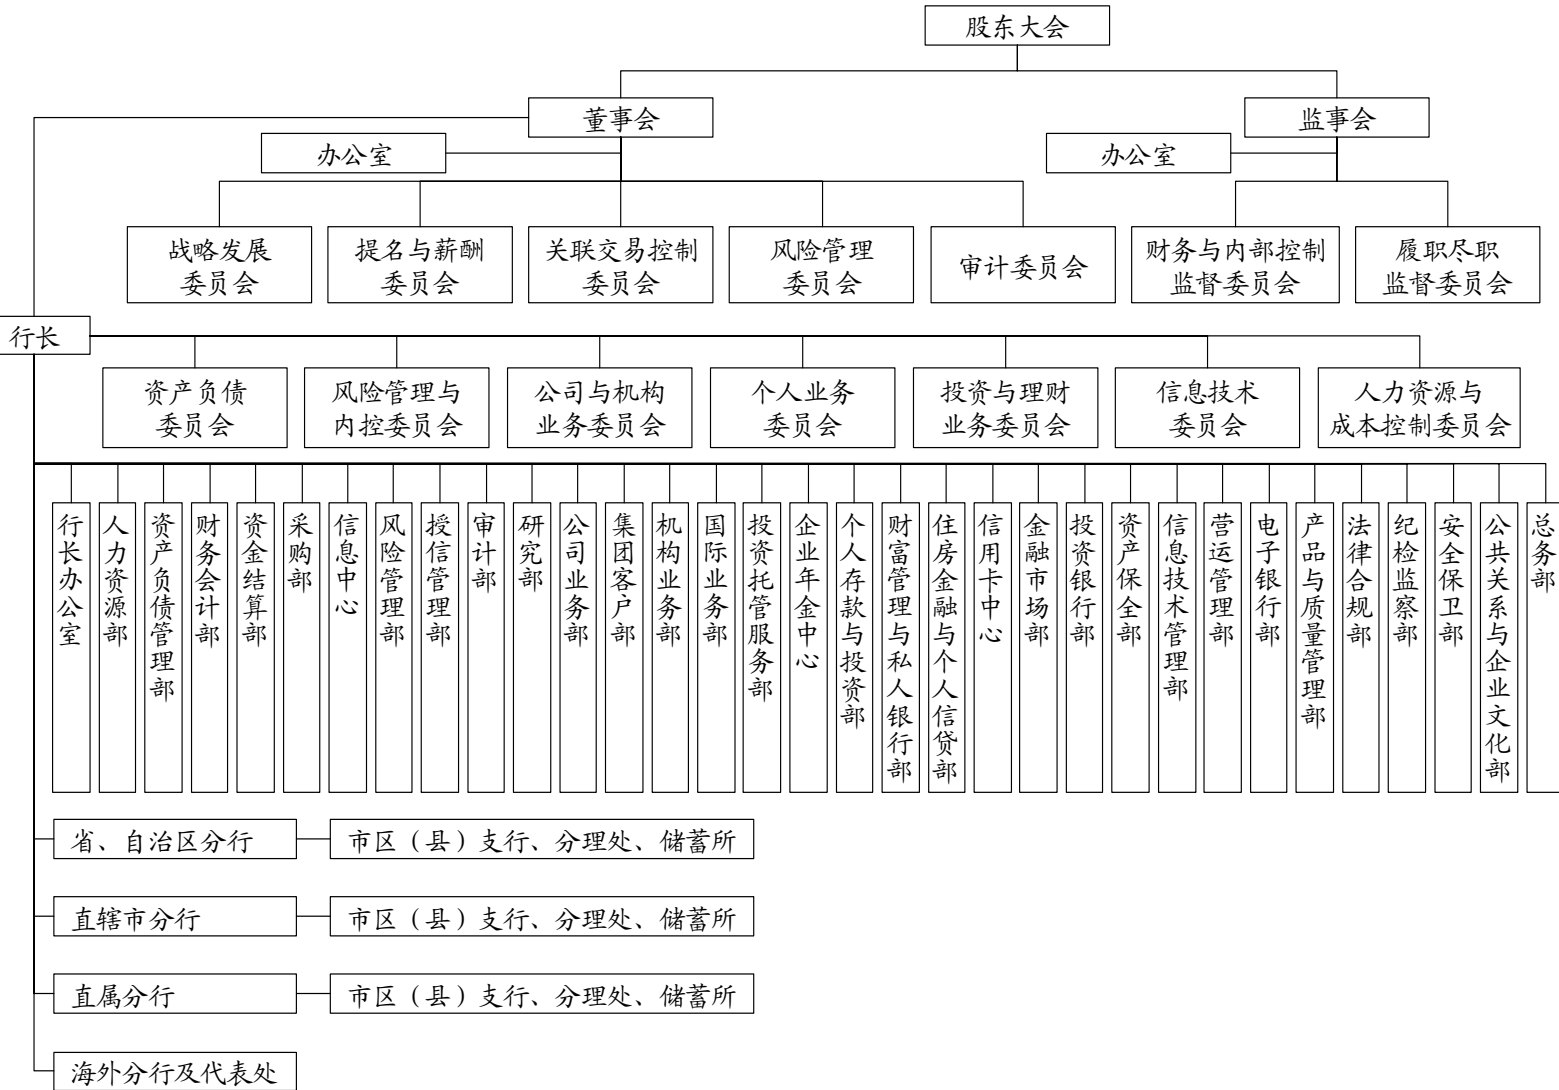 股东大会
董事会
监事会
办公室
办公室
战略发展
委员会
提名与薪酬
委员会
关联交易控制
委员会
风险管理
委员会
审计委员会
财务与内部控制
监督委员会
履职尽职
监督委员会
行长
资产负债
委员会
风险管理与
内控委员会
公司与机构
业务委员会
个人业务
委员会
投资与理财
业务委员会
信息技术
委员会
人力资源与
成本控制委员会
行长办公室
人力资源部
资产负债管理部
财务会计部
资金结算部
采购部
信息中心
风险管理部
授信管理部
审计部
研究部
公司业务部
集团客户部
机构业务部
国际业务部
投资托管服务部
企业年金中心
个人存款与投资部
财富管理与私人银行部
住房金融与个人信贷部
信用卡中心
金融市场部
投资银行部
资产保全部
信息技术管理部
营运管理部
电子银行部
产品与质量管理部
法律合规部
纪检监察部
安全保卫部
公共关系与企业文化部
总务部
省、自治区分行
市区（县）支行、分理处、储蓄所
直辖市分行
市区（县）支行、分理处、储蓄所
直属分行
市区（县）支行、分理处、储蓄所
海外分行及代表处